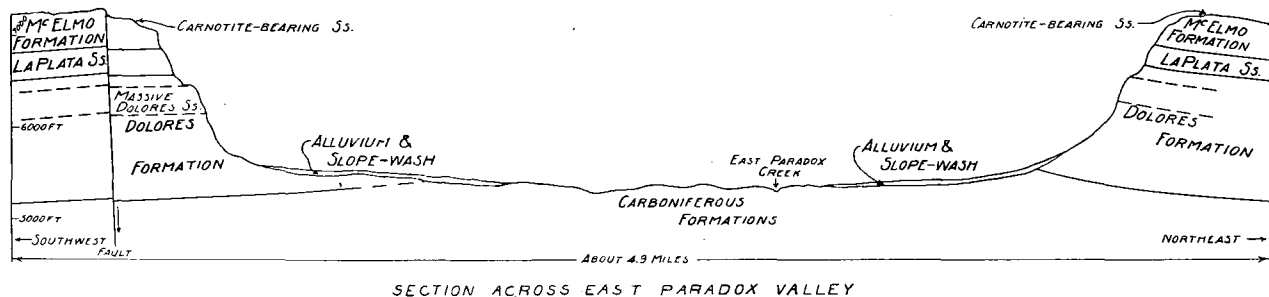 7000
McELMO
FORMATION
LA PLATA SS.
CARNOTITE-BEARING SS.
MASSIVE
DOLORES SS.
6000 FT
DOLORES
FORMATION
ALLUVIUM &
SLOPE-WASH
5000 FT
SOUTHWEST
FAULT
CARBONIFEROUS
FORMATIONS
EAST PARADOX
CREEK
ALLUVIUM &
SLOPE-WASH
CARNOTITE-BEARING SS.
McELMO
FORMATION
LA PLATA SS.
DOLORES
FORMATION
NORTHEAST
ABOUT 4.9 MILES
SECTION ACROSS EAST PARADOX VALLEY